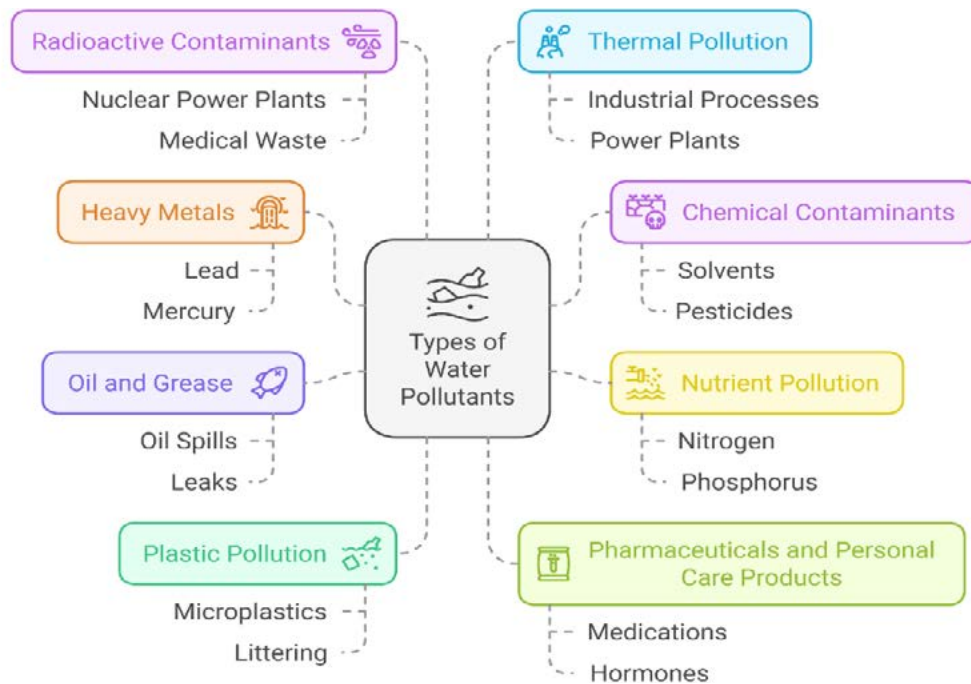 Radioactive Contaminants
Nuclear Power Plants
Medical Waste
Heavy Metals
Lead
Mercury
Oil and Grease
Oil Spills
Leaks
Plastic Pollution
Microplastics
Littering
Types of
Water
Pollutants
Thermal Pollution
Industrial Processes
Power Plants
Chemical Contaminants
Solvents
Pesticides
Nutrient Pollution
Nitrogen
Phosphorus
Pharmaceuticals and Personal
Care Products
Medications
Hormones